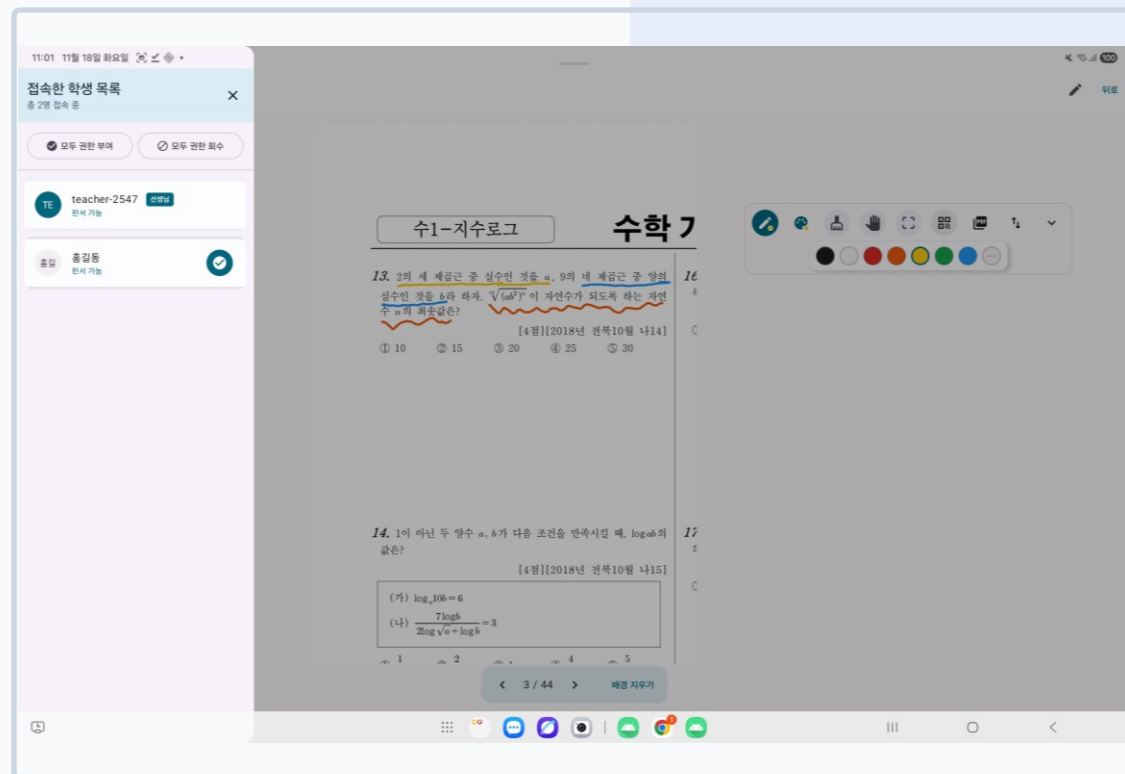 11:01 11월 18일 화요일
100
접속한 학생 목록
총 2명 접속 중
모두 권한 부여
모두 권한 회수
TE
teacher-2547 선생님
판서 가능
홍길
홍길동
판서 가능
뒤로
수1-지수로그
수학 기
13. 2의 세 제곱근 중 실수인 것을 a, 9의 네 제곱근 중 양의
실수인 것을 b라 하자. ⁿ√(ab²)ⁿ 이 자연수가 되도록 하는 자연
수 n의 최솟값은?
[4점][2018년 전북10월 나14]
① 10 ② 15 ③ 20 ④ 25 ⑤ 30
16
14. 1이 아닌 두 양수 a, b가 다음 조건을 만족시킬 때, logab의
값은?
[4점][2018년 전북10월 나15]
(가) logₐ10b=6
(나) 7logb/(2log√a+logb)=3
1 2 4 5
17
PDF
3 / 44
배경 지우기